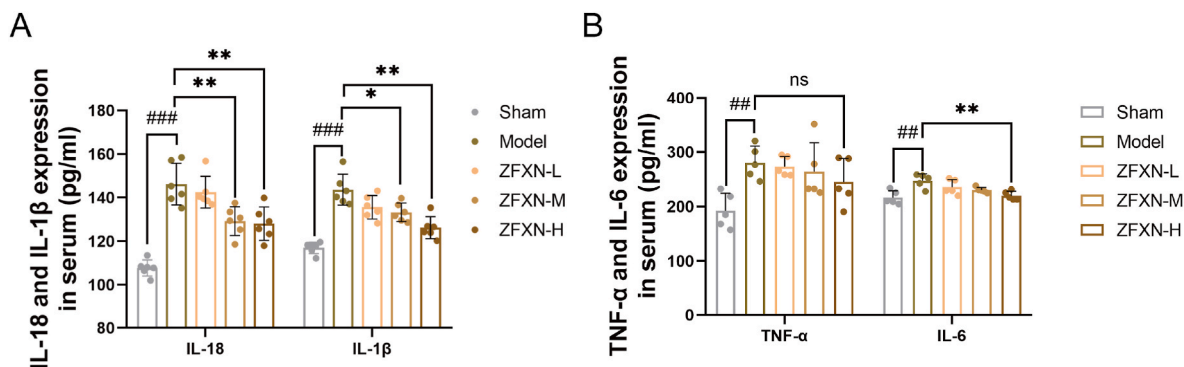 A
IL-18 and IL-1β expression
in serum (pg/ml)
180
160
140
120
100
80
###
**
**
###
*
**
IL-18
IL-1β
Sham
Model
ZFXN-L
ZFXN-M
ZFXN-H
B
TNF-α and IL-6 expression
in serum (pg/ml)
400
300
200
100
0
##
ns
##
**
TNF-α
IL-6
Sham
Model
ZFXN-L
ZFXN-M
ZFXN-H